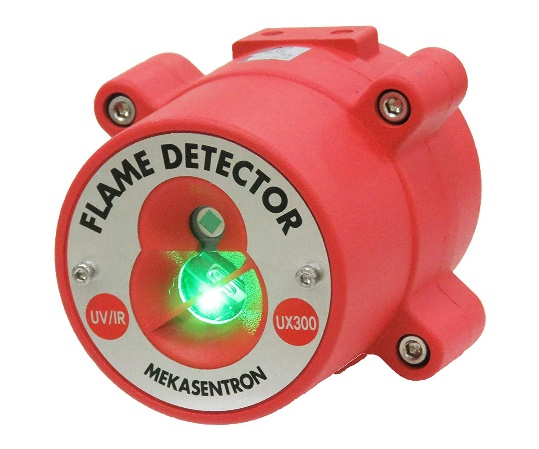 FLAME DETECTOR
UV/IR
UX300
MEKASENTRON